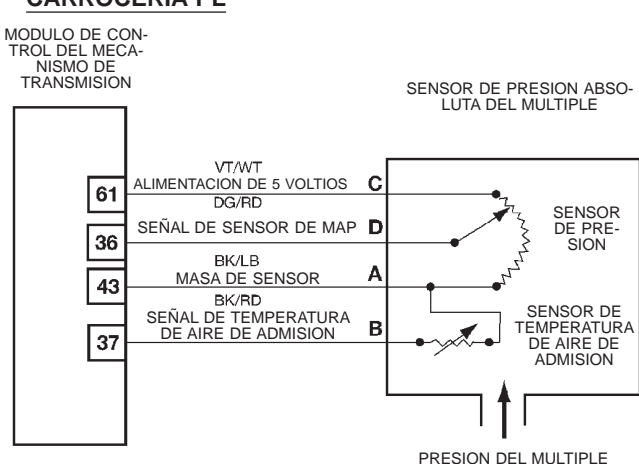 CARROCERIA PL
MODULO DE CON-
TROL DEL MECA-
NISMO DE
TRANSMISION
SENSOR DE PRESION ABSO-
LUTA DEL MULTIPLE
61
VT/WT
ALIMENTACION DE 5 VOLTIOS
C
36
DG/RD
SEÑAL DE SENSOR DE MAP
D
SENSOR
DE PRE-
SION
43
BK/LB
MASA DE SENSOR
A
37
BK/RD
SEÑAL DE TEMPERATURA
DE AIRE DE ADMISION
B
SENSOR DE
TEMPERATURA
DE AIRE DE
ADMISION
PRESION DEL MULTIPLE